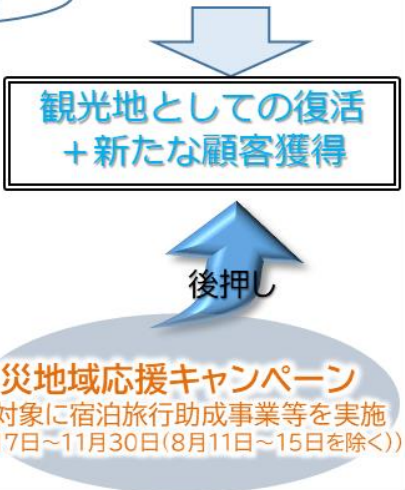 観光地としての復活
+新たな顧客獲得
後押し
災地域応援キャンペーン
対象に宿泊旅行助成事業等を実施
7日~11月30日(8月11日~15日を除く))